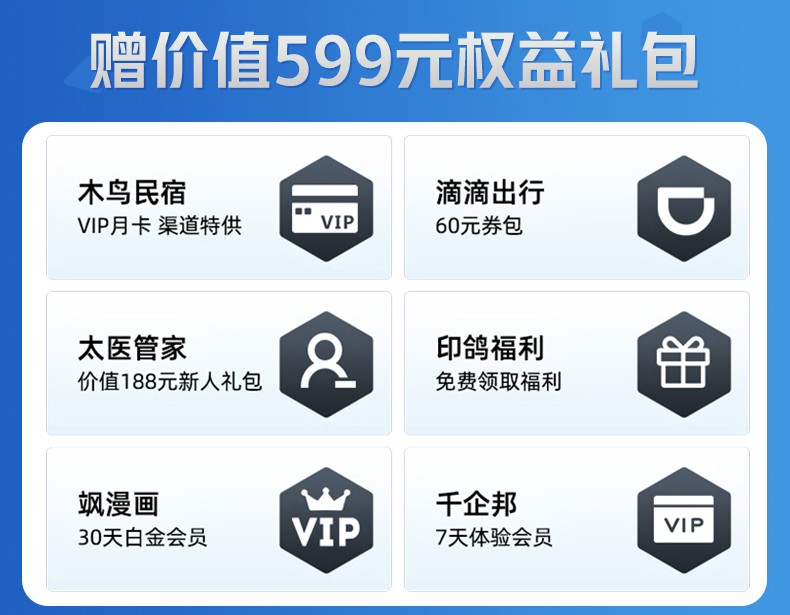 赠价值599元权益礼包
木鸟民宿
VIP月卡 渠道特供
VIP
滴滴出行
60元券包
太医管家
价值188元新人礼包
印鸽福利
免费领取福利
飒漫画
30天白金会员
VIP
千企邦
7天体验会员
VIP